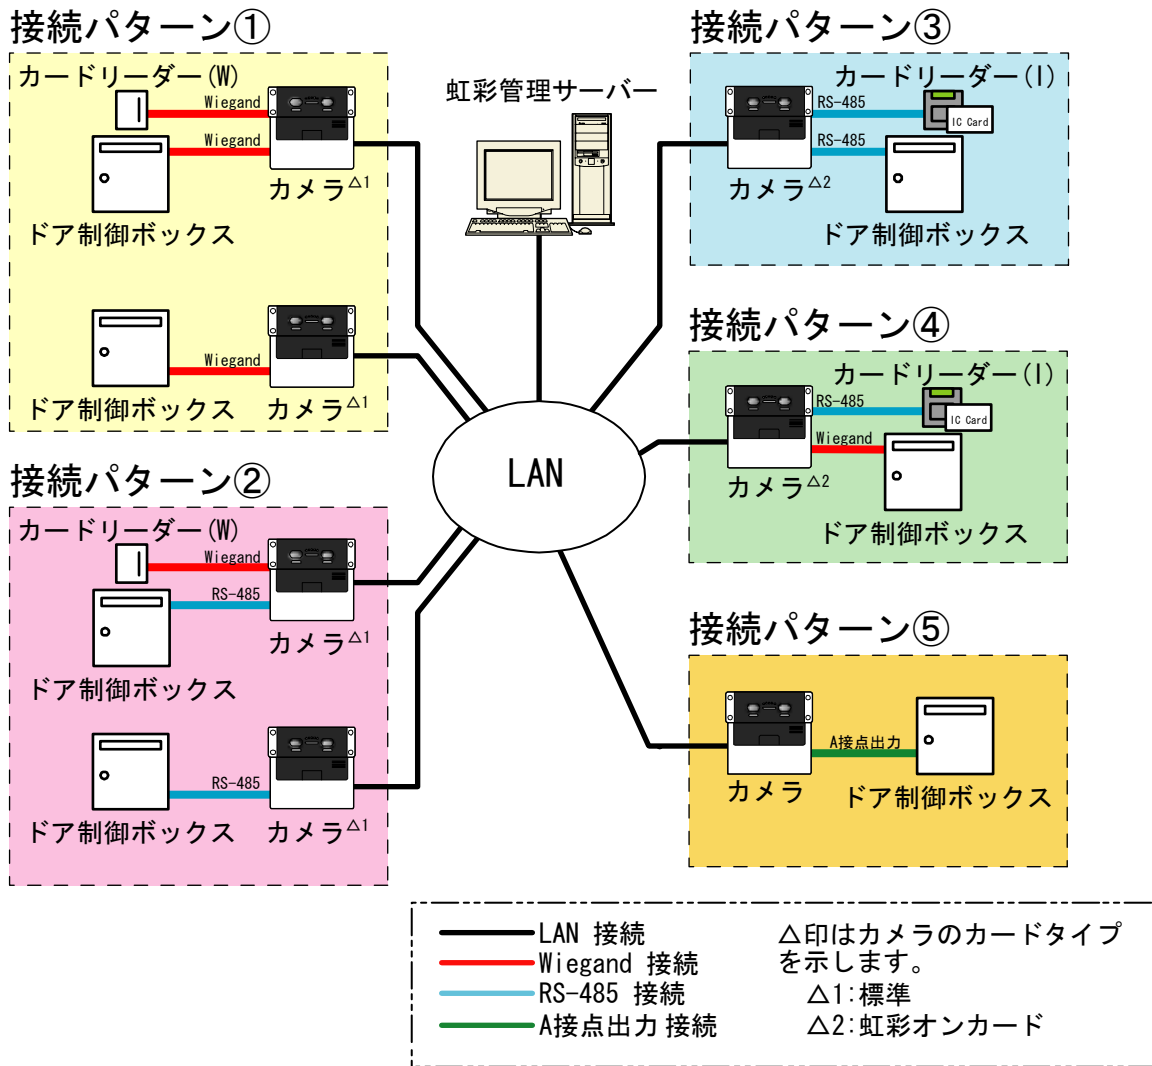 接続パターン①
カードリーダー(W)
Wiegand
Wiegand
カメラ△1
ドア制御ボックス
Wiegand
ドア制御ボックス
カメラ△1
接続パターン②
カードリーダー(W)
Wiegand
RS-485
カメラ△1
ドア制御ボックス
RS-485
ドア制御ボックス
カメラ△1
虹彩管理サーバー
LAN
接続パターン③
カードリーダー(I)
RS-485
IC Card
RS-485
カメラ△2
ドア制御ボックス
接続パターン④
カードリーダー(I)
RS-485
IC Card
Wiegand
カメラ△2
ドア制御ボックス
接続パターン⑤
A接点出力
カメラ
ドア制御ボックス
LAN 接続
Wiegand 接続
RS-485 接続
A接点出力 接続
△印はカメラのカードタイプ
を示します。
△1:標準
△2:虹彩オンカード